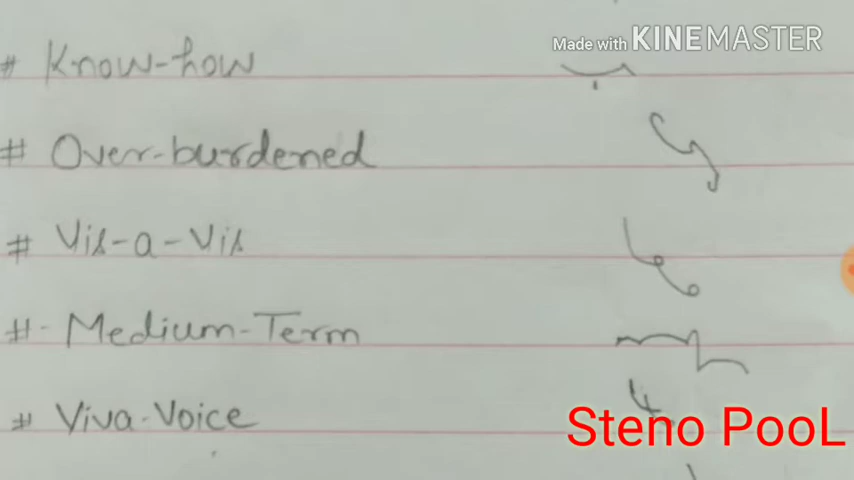 Made with KINEMASTER
# Know-how
# Over-burdened
# Vis-a-Vis
#- Medium-Term
# Viva-Voice
Steno PooL